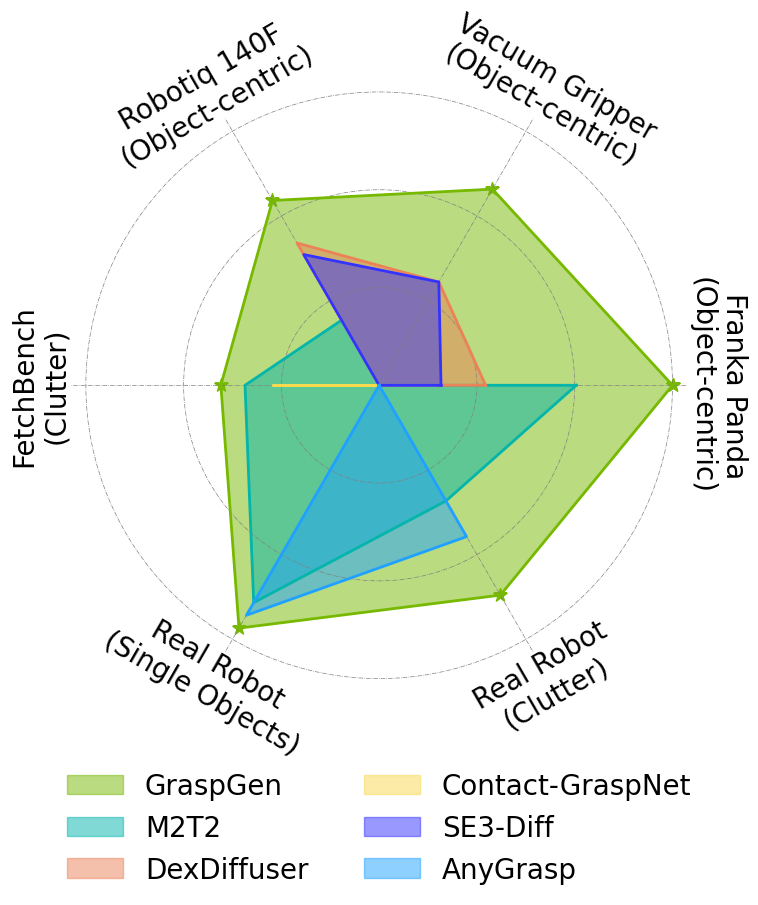 Robotiq 140F
(Object-centric)
Vacuum Gripper
(Object-centric)
FetchBench
(Clutter)
Franka Panda
(Object-centric)
Real Robot
(Single Objects)
Real Robot
(Clutter)
GraspGen
M2T2
DexDiffuser
Contact-GraspNet
SE3-Diff
AnyGrasp